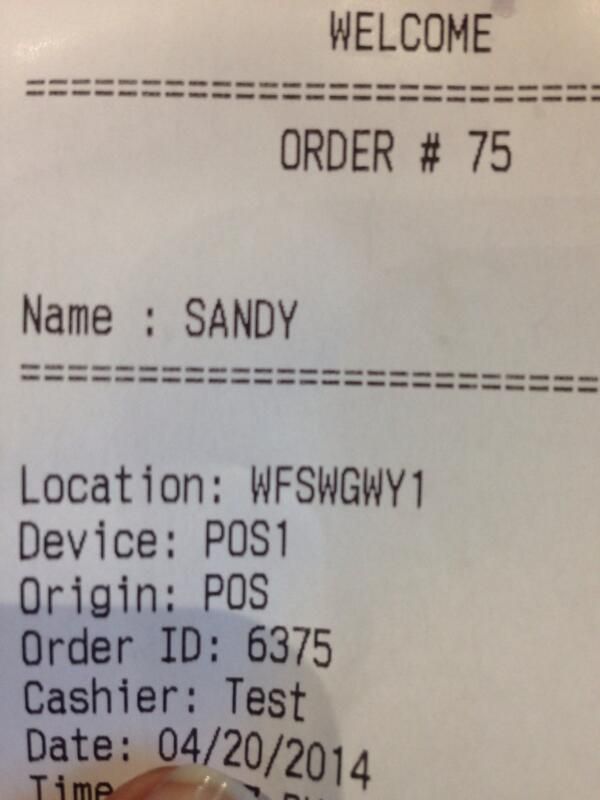 WELCOME
==========================
ORDER # 75
Name : SANDY
==========================
Location: WFSWGWY1
Device: POS1
Origin: POS
Order ID: 6375
Cashier: Test
Date: 04/20/2014
Time